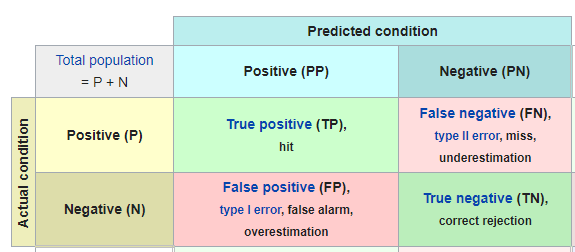 Predicted condition
Total population
= P + N
Positive (PP)
Negative (PN)
Actual condition
Positive (P)
True positive (TP),
hit
False negative (FN),
type II error, miss,
underestimation
Negative (N)
False positive (FP),
type I error, false alarm,
overestimation
True negative (TN),
correct rejection